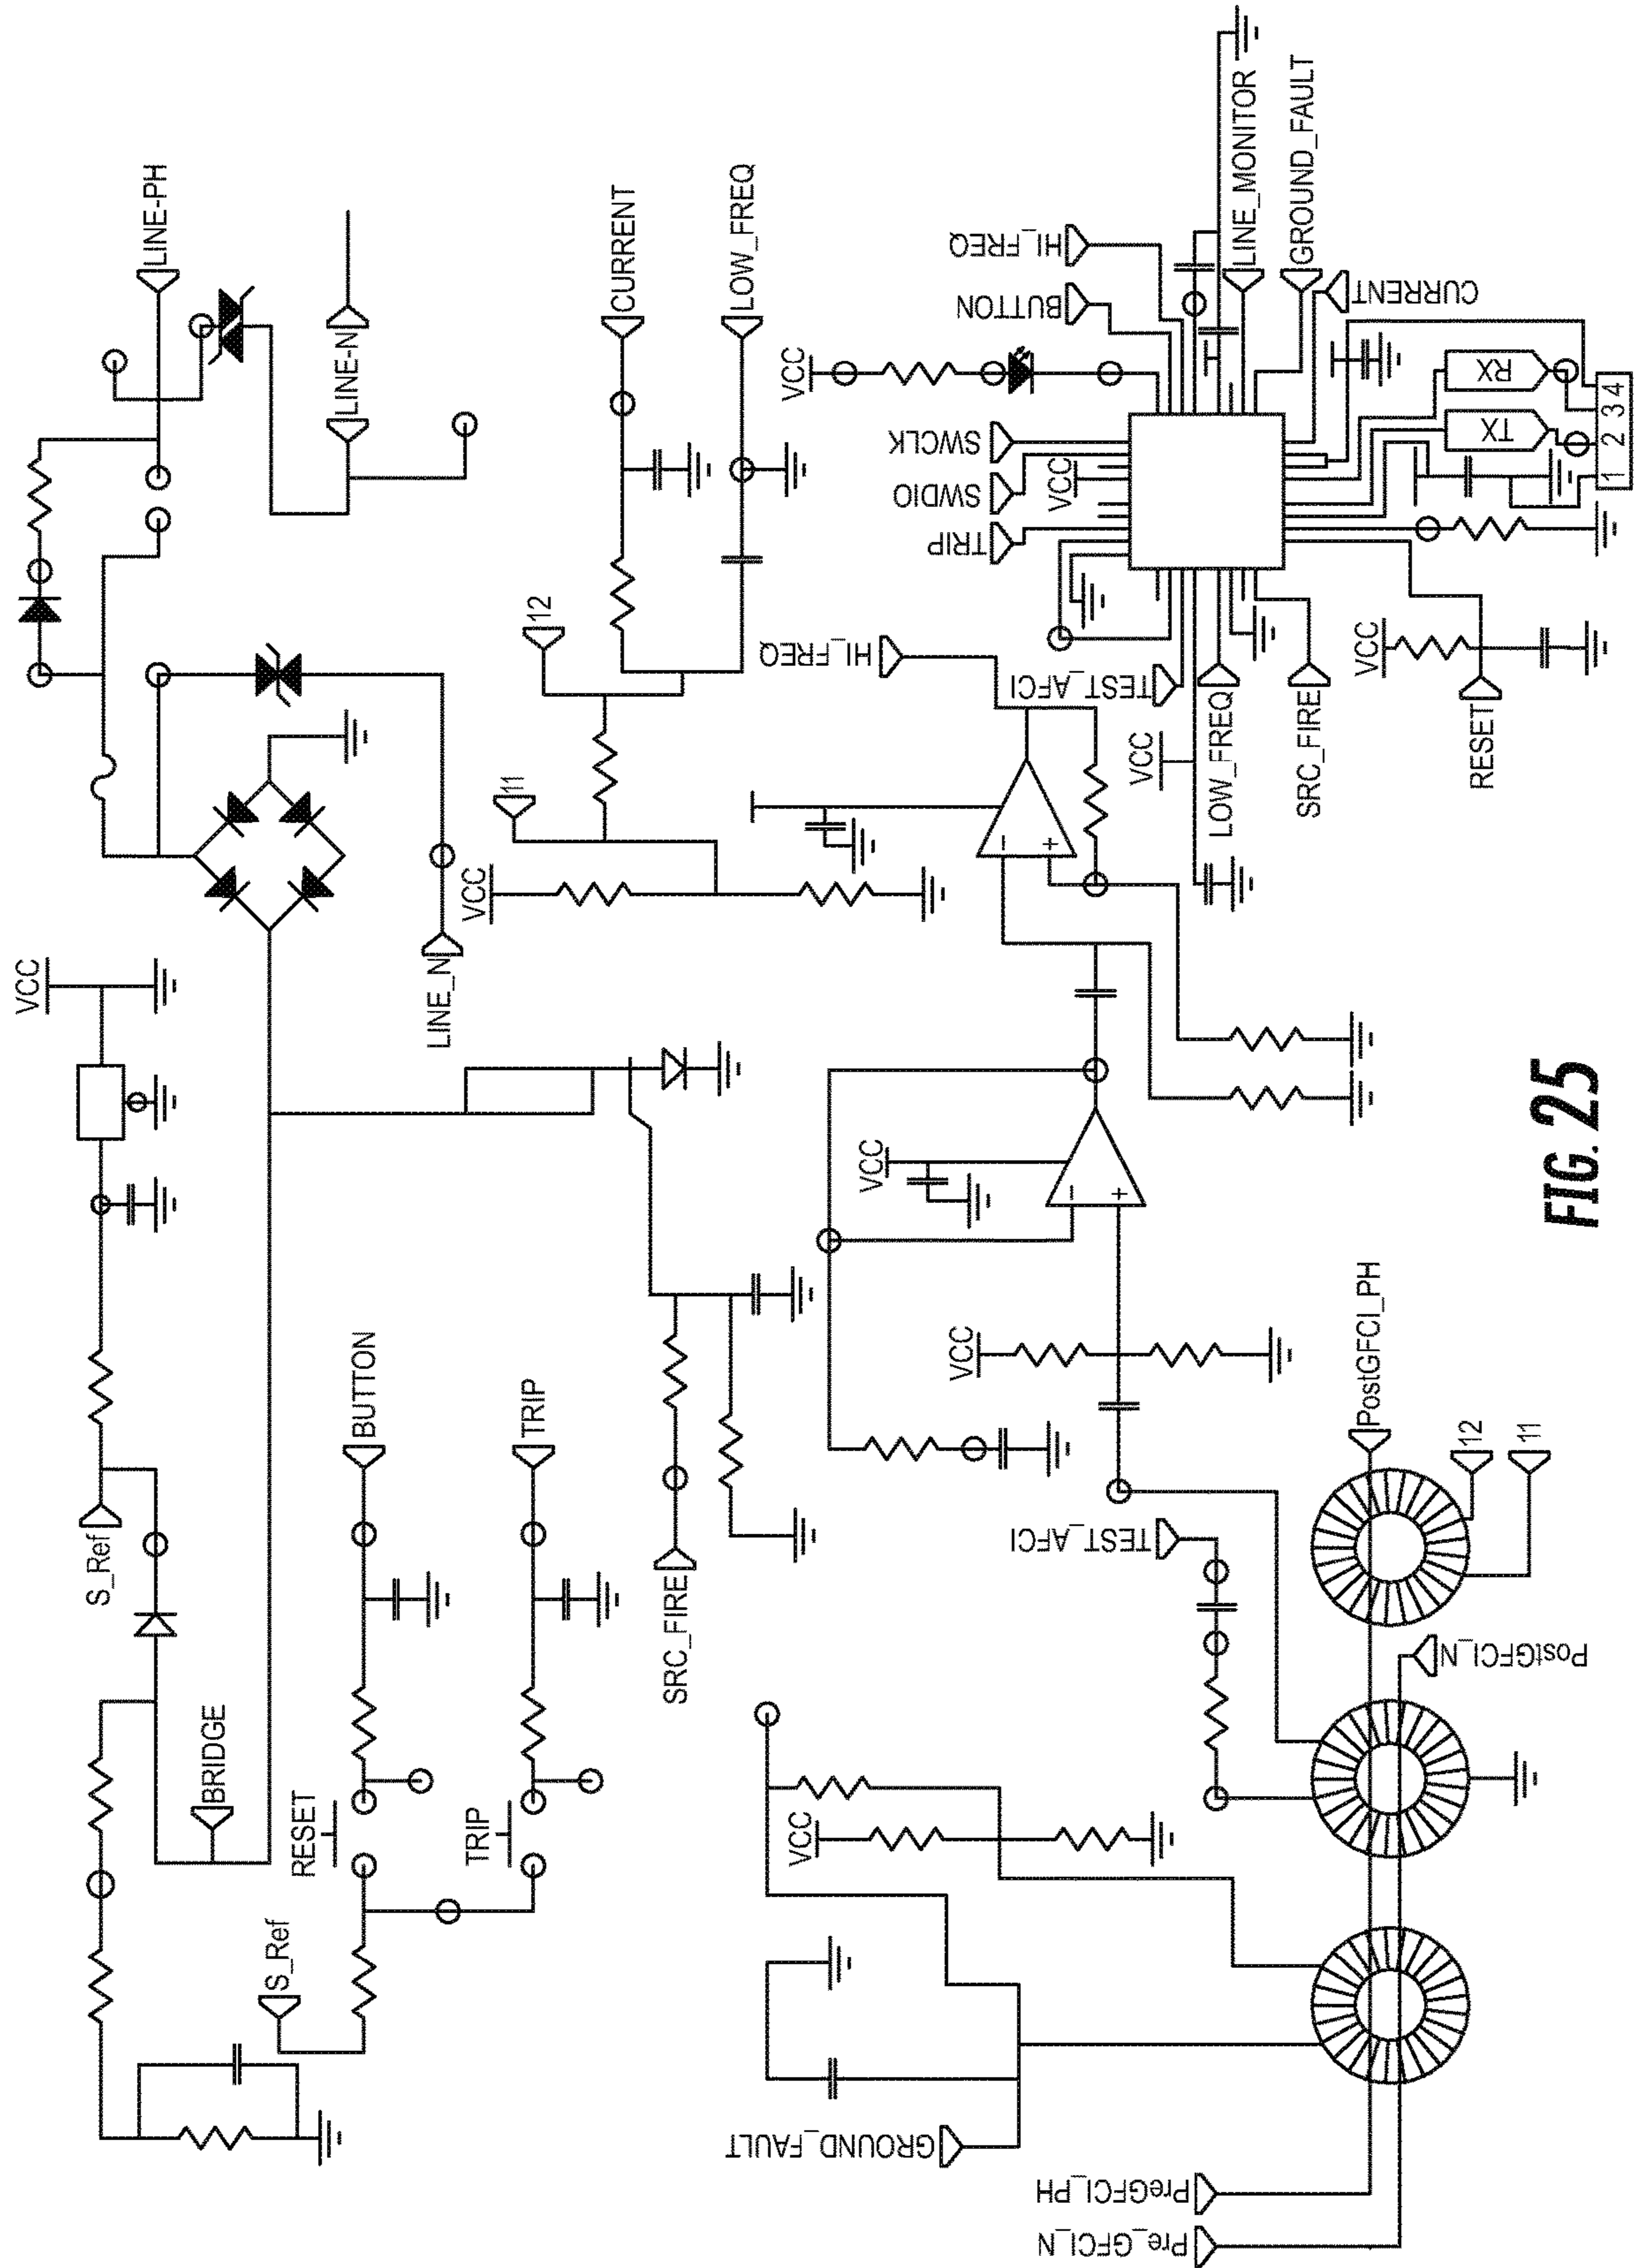 VCC
S_Ref
BRIDGE
LINE-PH
LINE-N
LINE_N
S_Ref
RESET
BUTTON
TRIP
TRIP
SRC_FIRE
VCC
11
12
CURRENT
LOW_FREQ
GROUND_FAULT
VCC
VCC
VCC
−
+
−
+
HI_FREQ
TEST_AFCI
PreGFCI_PH
Pre_GFCI_N
PostGFCI_N
PostGFCI_PH
12
11
TRIP
SWDIO
VCC
SWCLK
VCC
BUTTON
HI_FREQ
LINE_MONITOR
GROUND_FAULT
CURRENT
TEST_AFCI
VCC
LOW_FREQ
SRC_FIRE
VCC
RESET
TX
RX
1 2 3 4
FIG. 25